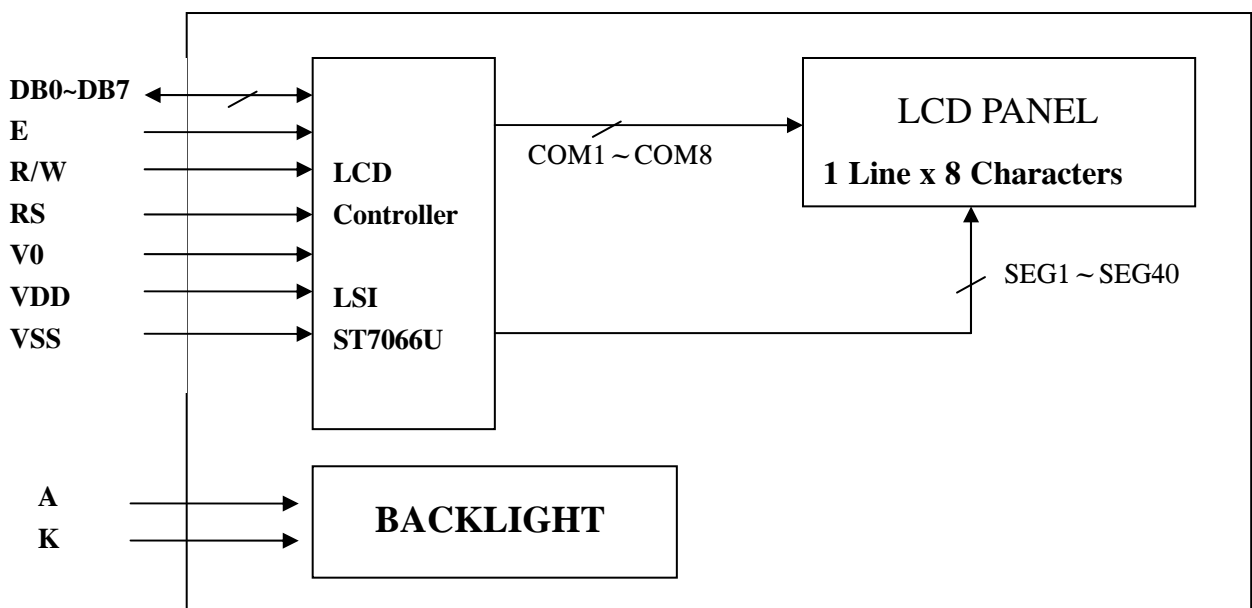 DB0~DB7
E
R/W
RS
V0
VDD
VSS
LCD
Controller
LSI
ST7066U
COM1~COM8
LCD PANEL
1 Line x 8 Characters
SEG1~SEG40
A
K
BACKLIGHT